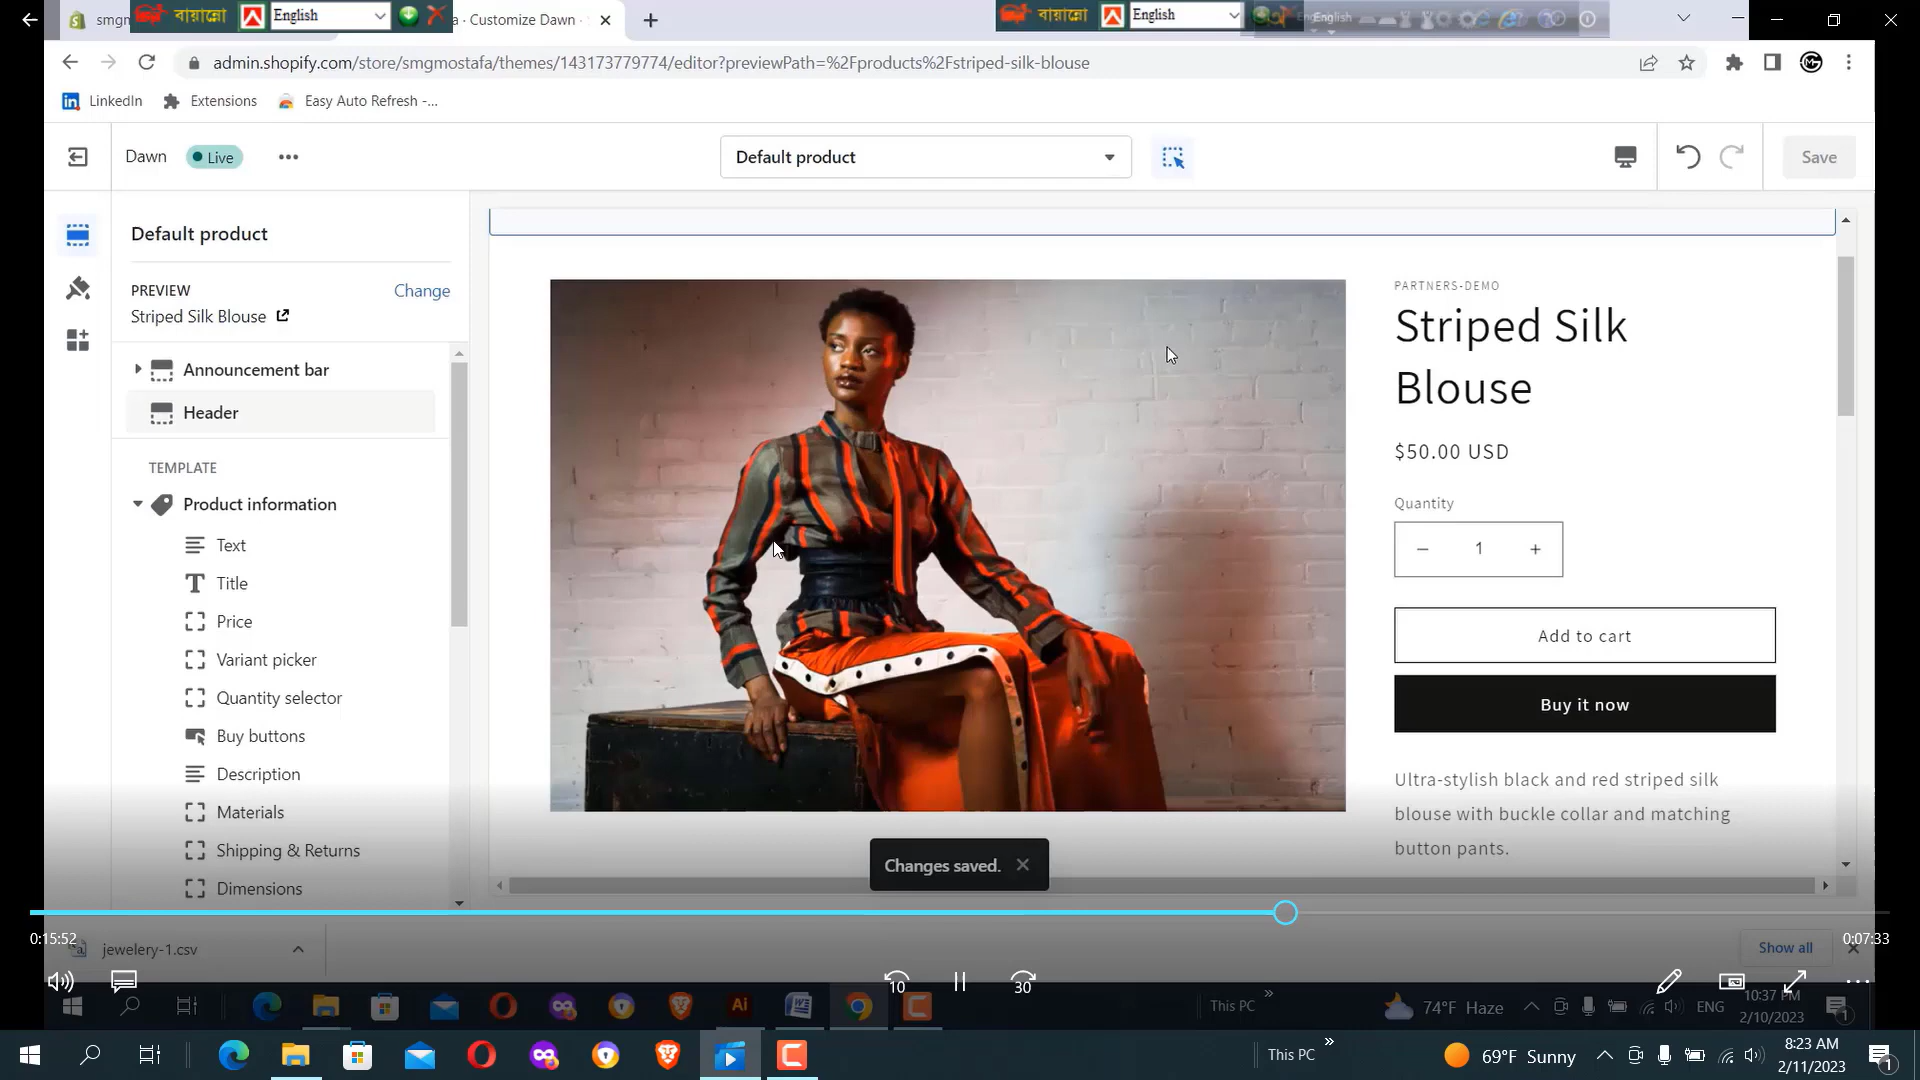 smgm
বায়ান্নো
English
a · Customize Dawn · S
বায়ান্নো
English
English
English
admin.shopify.com/store/smgmostafa/themes/143173779774/editor?previewPath=%2Fproducts%2Fstriped-silk-blouse
LinkedIn
Extensions
Easy Auto Refresh -...
Dawn
Live
Default product
Save
Default product
PREVIEW
Change
Striped Silk Blouse
Announcement bar
Header
TEMPLATE
Product information
Text
Title
Price
Variant picker
Quantity selector
Buy buttons
Description
Materials
Shipping & Returns
Dimensions
PARTNERS-DEMO
Striped Silk
Blouse
$50.00 USD
Quantity
− 1 +
Add to cart
Buy it now
Ultra-stylish black and red striped silk
blouse with buckle collar and matching
button pants.
Changes saved.
0:15:52
0:07:33
jewelery-1.csv
Show all
10
30
Ai
This PC
74°F Haze
ENG
10:37 PM
2/10/2023
1
This PC
69°F Sunny
8:23 AM
2/11/2023
1